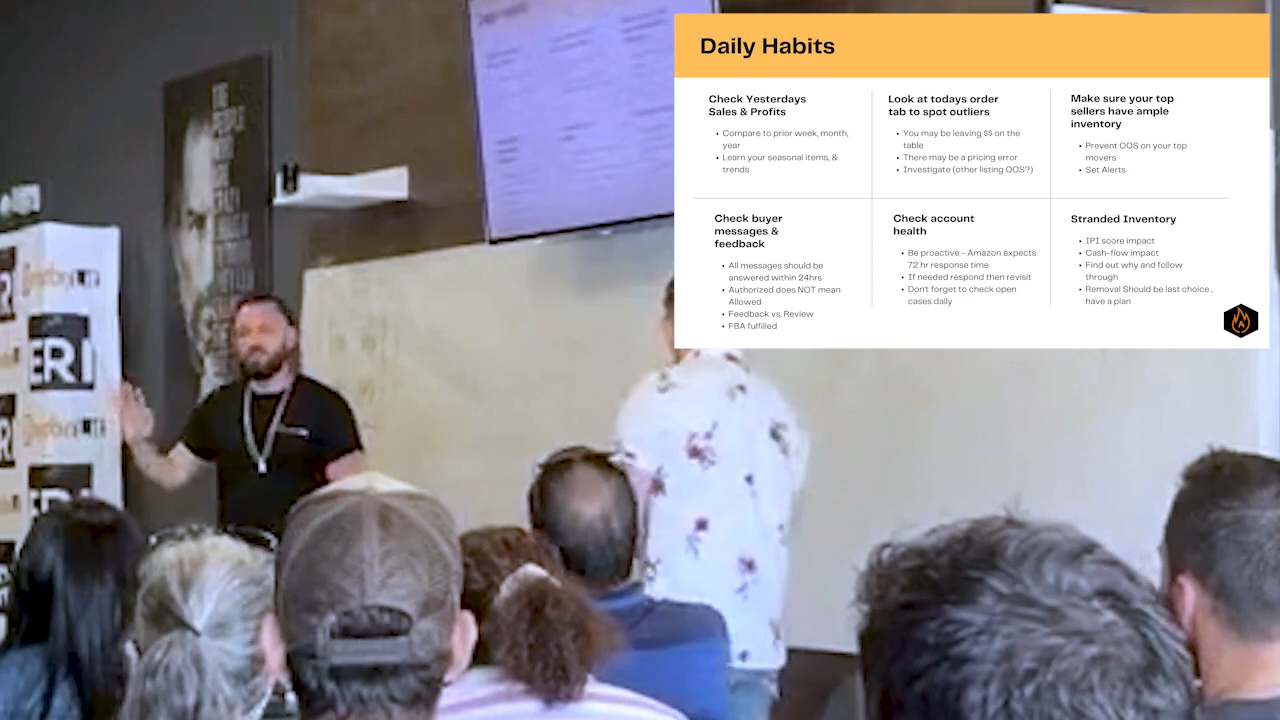 Daily Habits
Check Yesterdays
Sales & Profits
• Compare to prior week, month,
year
• Learn your seasonal items, &
trends
Look at todays order
tab to spot outliers
• You may be leaving $$ on the
table
• There may be a pricing error
• Investigate (other listing OOS?)
Make sure your top
sellers have ample
inventory
• Prevent OOS on your top
movers
• Set Alerts
Check buyer
messages &
feedback
• All messages should be
answered within 24hrs
• Authorized does NOT mean
Allowed
• Feedback vs. Review
• FBA fulfilled
Check account
health
• Be proactive - Amazon expects
72 hr response time
• If needed respond then revisit
• Don't forget to check open
cases daily
Stranded Inventory
• IPI score impact
• Cash-flow impact
• Find out why and follow
through
• Removal Should be last choice ,
have a plan
ERI